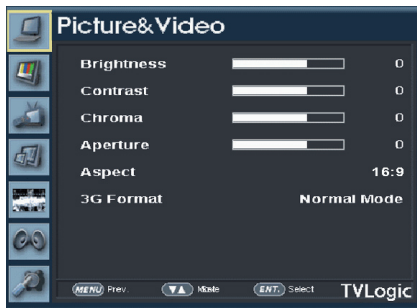 Picture&Video
Brightness 0
Contrast 0
Chroma 0
Aperture 0
Aspect 16:9
3G Format Normal Mode
MENU Prev. ▼▲ ENT. Select TVLogic